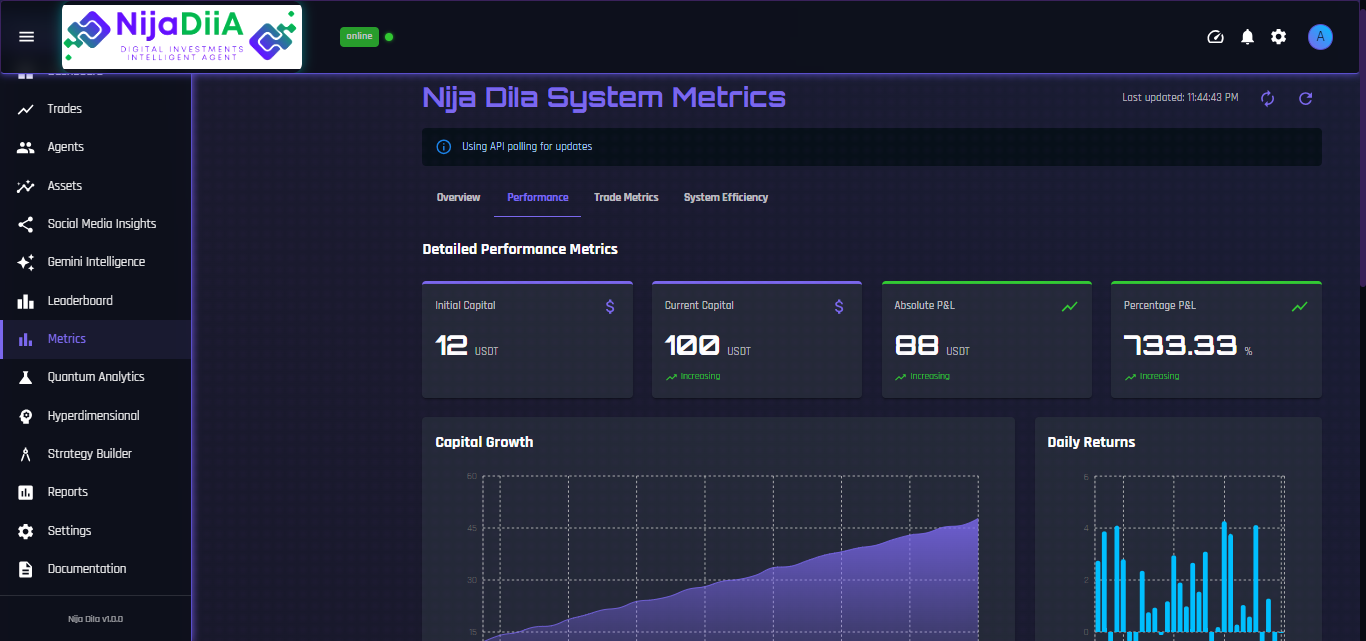 NijaDiiA
DIGITAL INVESTMENTS
INTELLIGENT AGENT
online
A
Dashboard
Trades
Agents
Assets
Social Media Insights
Gemini Intelligence
Leaderboard
Metrics
Quantum Analytics
Hyperdimensional
Strategy Builder
Reports
Settings
Documentation
Nija Diia v1.0.0
Nija Diia System Metrics
Last updated: 11:44:43 PM
Using API polling for updates
Overview Performance Trade Metrics System Efficiency
Detailed Performance Metrics
Initial Capital $
12 USDT
Current Capital $
100 USDT
Increasing
Absolute P&L
88 USDT
Increasing
Percentage P&L
733.33 %
Increasing
Capital Growth
60
45
30
15
Daily Returns
6
4
2
0